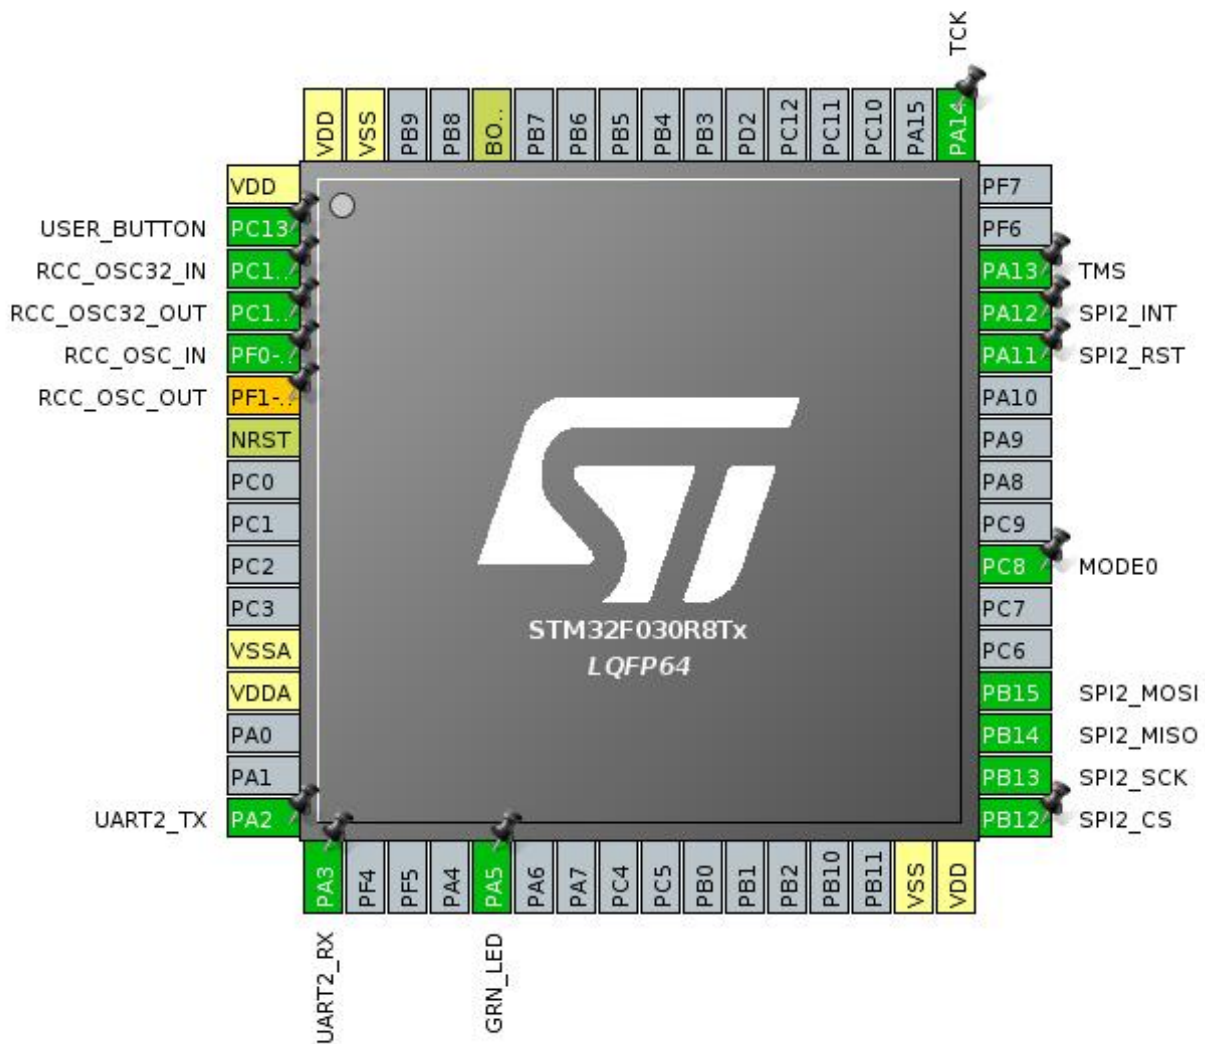 TCK
VDD
VSS
PB9
PB8
BO..
PB7
PB6
PB5
PB4
PB3
PD2
PC12
PC11
PC10
PA15
PA14
VDD
USER_BUTTON PC13
RCC_OSC32_IN PC1..
RCC_OSC32_OUT PC1..
RCC_OSC_IN PF0-..
RCC_OSC_OUT PF1-..
NRST
PC0
PC1
PC2
PC3
VSSA
VDDA
PA0
PA1
UART2_TX PA2
ST
STM32F030R8Tx
LQFP64
PF7
PF6
PA13 TMS
PA12 SPI2_INT
PA11 SPI2_RST
PA10
PA9
PA8
PC9
PC8 MODE0
PC7
PC6
PB15 SPI2_MOSI
PB14 SPI2_MISO
PB13 SPI2_SCK
PB12 SPI2_CS
PA3
PF4
PF5
PA4
PA5
PA6
PA7
PC4
PC5
PB0
PB1
PB2
PB10
PB11
VSS
VDD
UART2_RX
GRN_LED